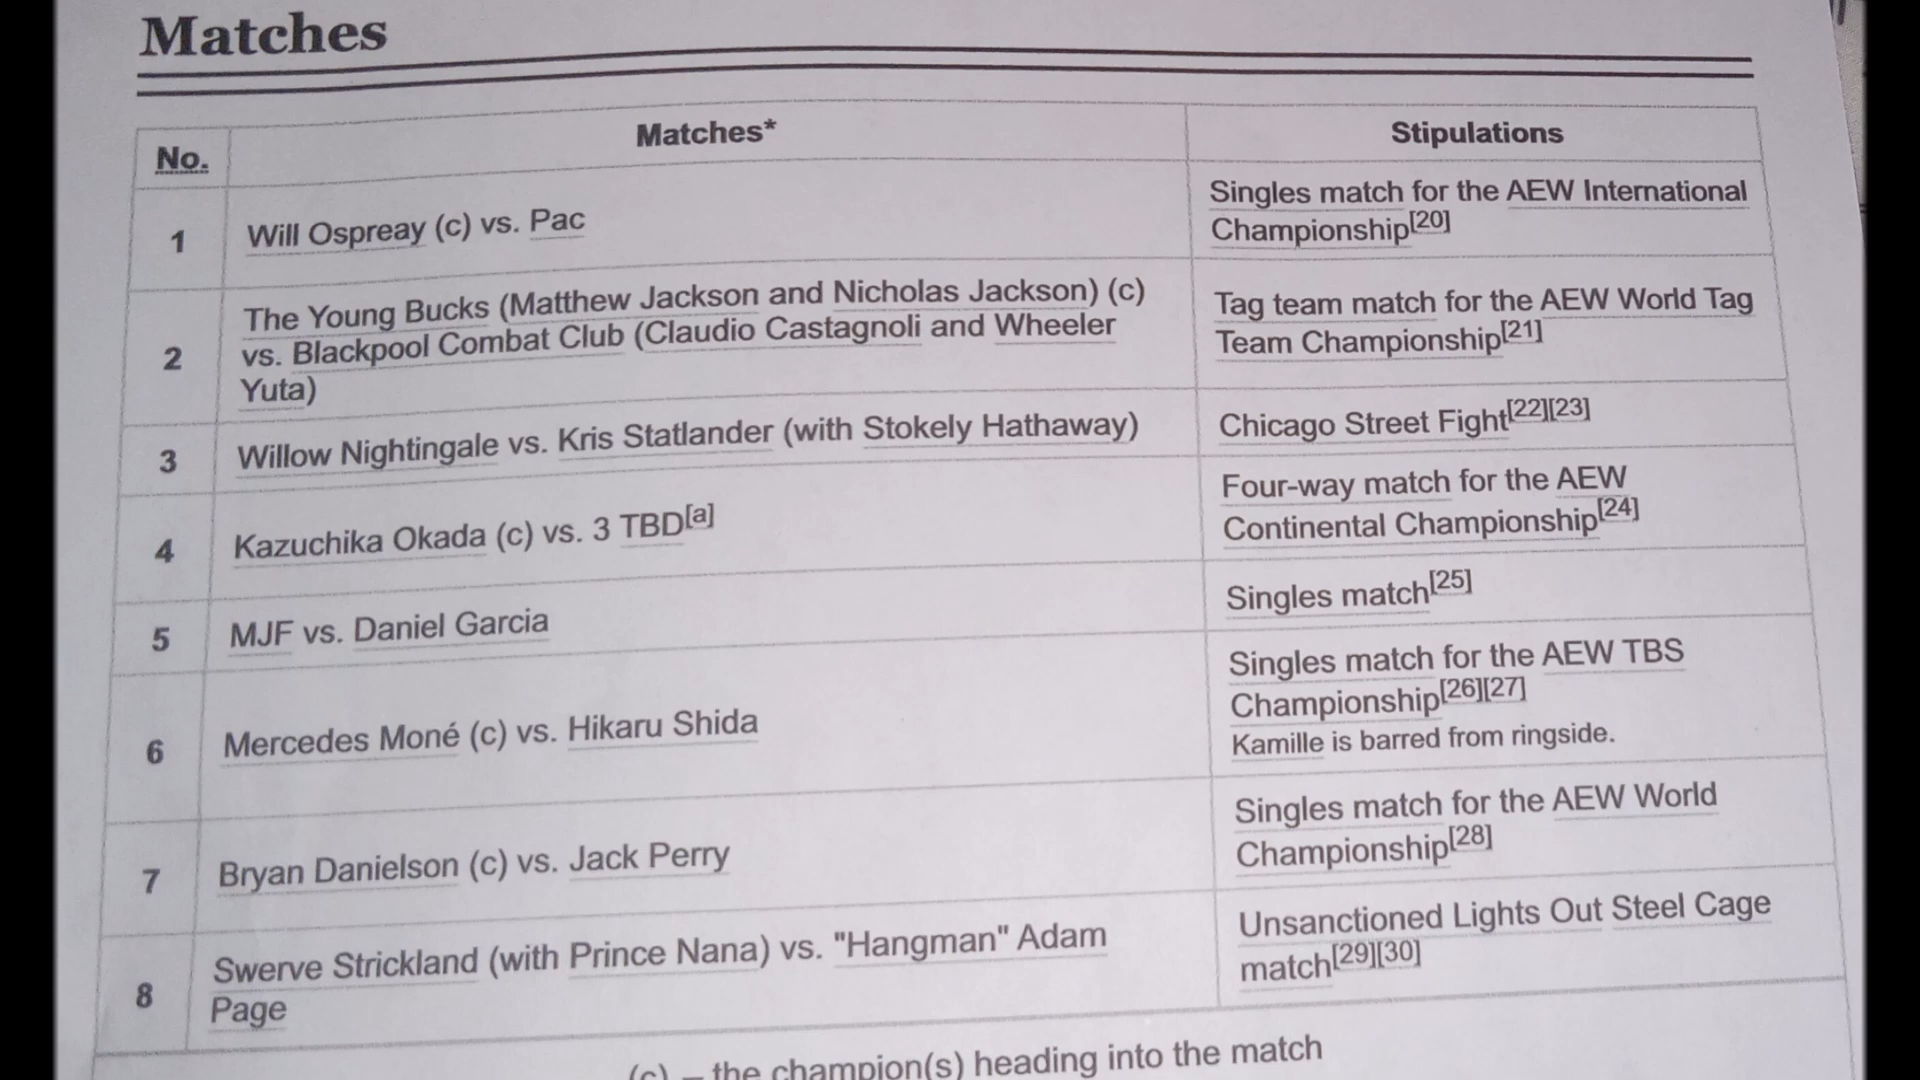 Matches
No.
Matches*
Stipulations
1
Will Ospreay (c) vs. Pac
Singles match for the AEW International
Championship[20]
2
The Young Bucks (Matthew Jackson and Nicholas Jackson) (c)
vs. Blackpool Combat Club (Claudio Castagnoli and Wheeler
Yuta)
Tag team match for the AEW World Tag
Team Championship[21]
3
Willow Nightingale vs. Kris Statlander (with Stokely Hathaway)
Chicago Street Fight[22][23]
4
Kazuchika Okada (c) vs. 3 TBD[a]
Four-way match for the AEW
Continental Championship[24]
5
MJF vs. Daniel Garcia
Singles match[25]
6
Mercedes Moné (c) vs. Hikaru Shida
Singles match for the AEW TBS
Championship[26][27]
Kamille is barred from ringside.
7
Bryan Danielson (c) vs. Jack Perry
Singles match for the AEW World
Championship[28]
8
Swerve Strickland (with Prince Nana) vs. "Hangman" Adam
Page
Unsanctioned Lights Out Steel Cage
match[29][30]
(c) – the champion(s) heading into the match